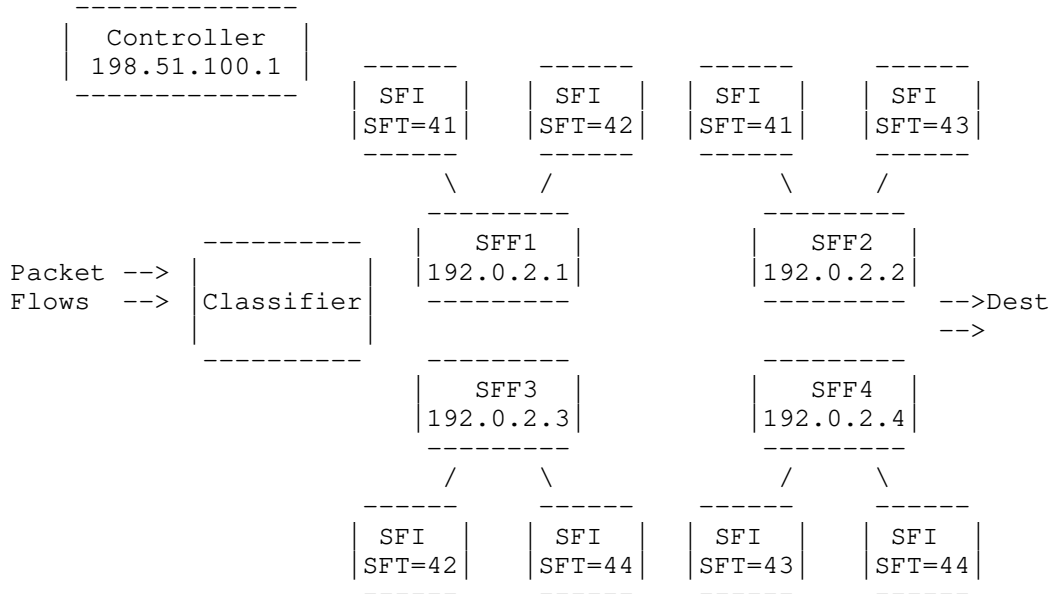 Controller
198.51.100.1
SFI SFI SFI SFI
SFT=41 SFT=42 SFT=41 SFT=43
SFF1 SFF2
Packet --> 192.0.2.1 192.0.2.2
Flows --> Classifier -->Dest
-->
SFF3 SFF4
192.0.2.3 192.0.2.4
SFI SFI SFI SFI
SFT=42 SFT=44 SFT=43 SFT=44